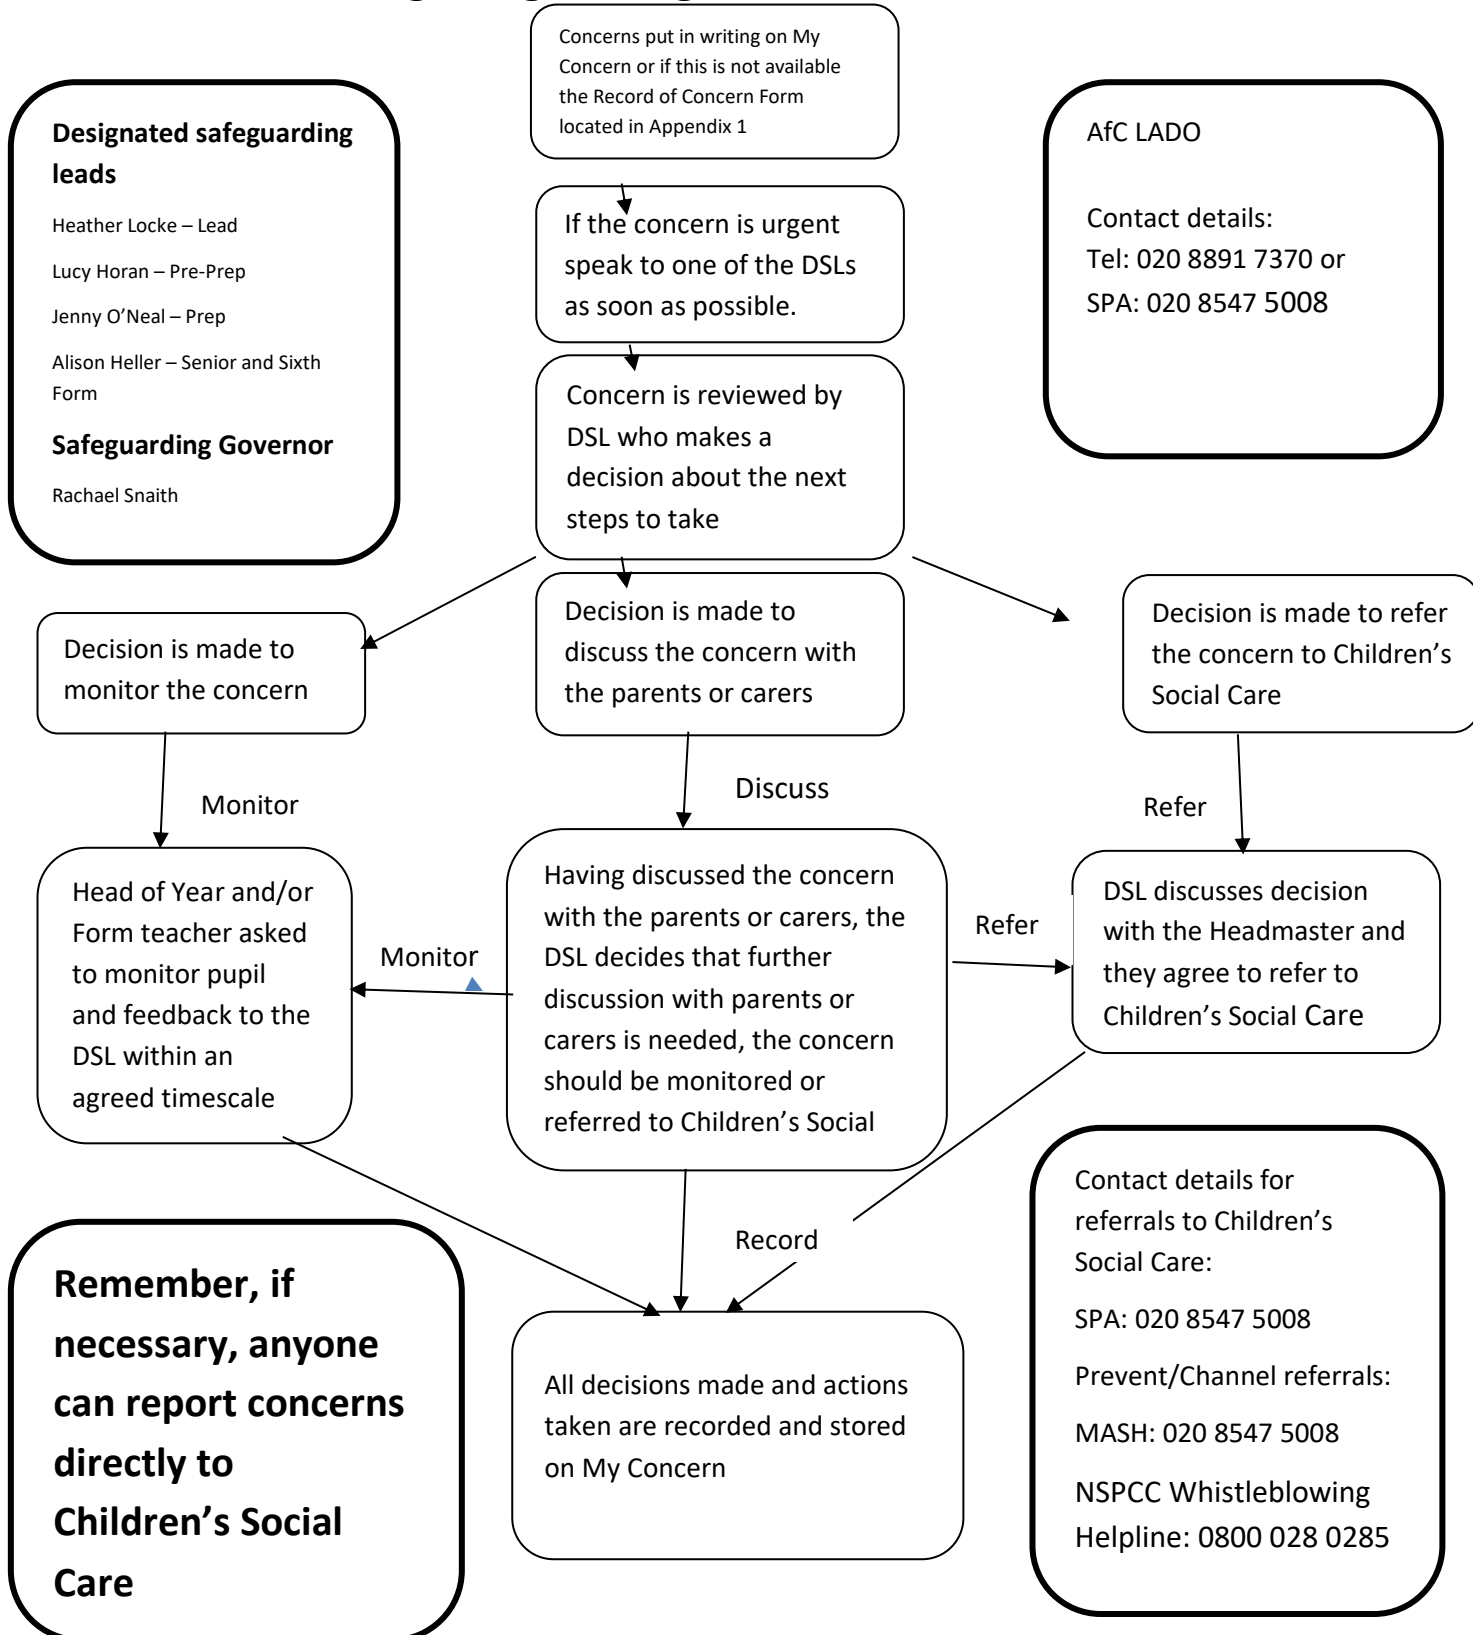 Concerns put in writing on My
Concern or if this is not available
the Record of Concern Form
located in Appendix 1
Designated safeguarding
leads
Heather Locke – Lead
Lucy Horan – Pre-Prep
Jenny O’Neal – Prep
Alison Heller – Senior and Sixth
Form
Safeguarding Governor
Rachael Snaith
AfC LADO
Contact details:
Tel: 020 8891 7370 or
SPA: 020 8547 5008
If the concern is urgent
speak to one of the DSLs
as soon as possible.
Concern is reviewed by
DSL who makes a
decision about the next
steps to take
Decision is made to
monitor the concern
Decision is made to
discuss the concern with
the parents or carers
Decision is made to refer
the concern to Children’s
Social Care
Monitor
Discuss
Refer
Head of Year and/or
Form teacher asked
to monitor pupil
and feedback to the
DSL within an
agreed timescale
Monitor
Having discussed the concern
with the parents or carers, the
DSL decides that further
discussion with parents or
carers is needed, the concern
should be monitored or
referred to Children’s Social
Refer
DSL discusses decision
with the Headmaster and
they agree to refer to
Children’s Social Care
Record
Remember, if
necessary, anyone
can report concerns
directly to
Children’s Social
Care
All decisions made and actions
taken are recorded and stored
on My Concern
Contact details for
referrals to Children’s
Social Care:
SPA: 020 8547 5008
Prevent/Channel referrals:
MASH: 020 8547 5008
NSPCC Whistleblowing
Helpline: 0800 028 0285